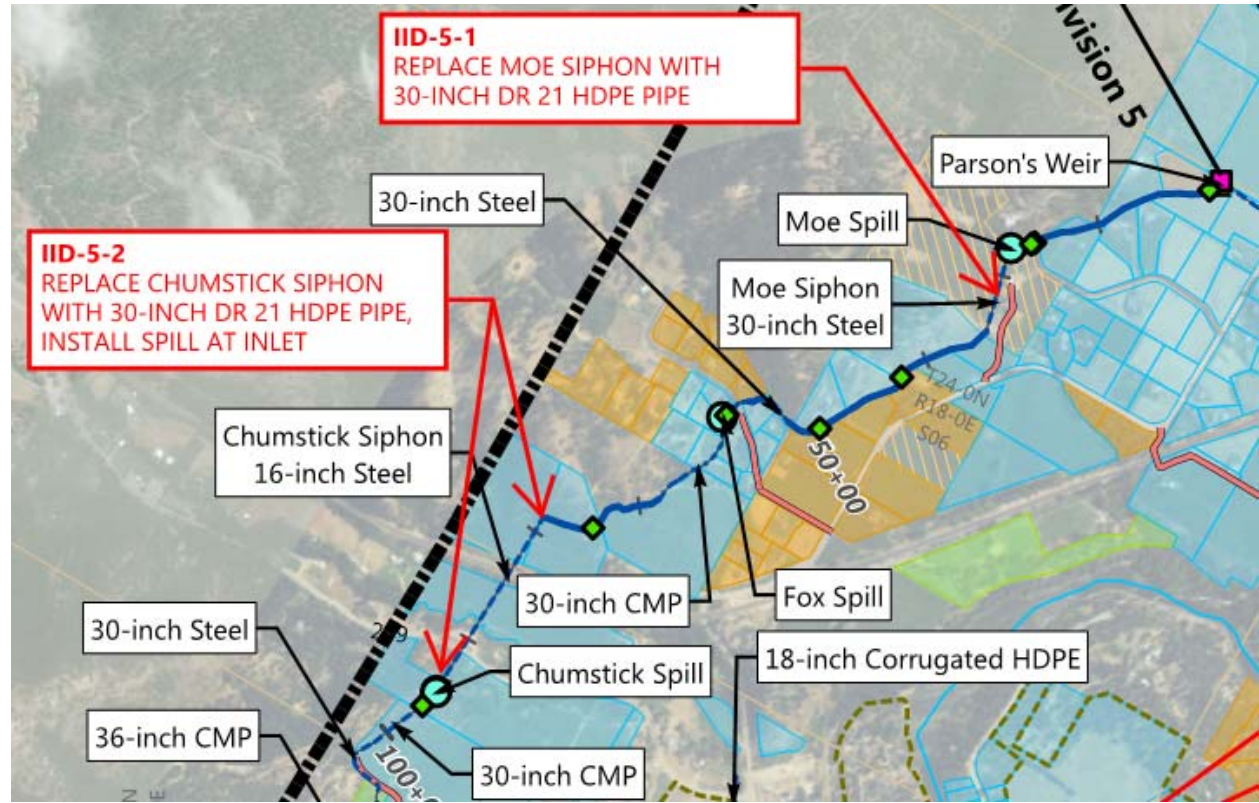 IID-5-1
REPLACE MOE SIPHON WITH
30-INCH DR 21 HDPE PIPE
Division 5
Parson's Weir
30-inch Steel
Moe Spill
IID-5-2
REPLACE CHUMSTICK SIPHON
WITH 30-INCH DR 21 HDPE PIPE,
INSTALL SPILL AT INLET
Moe Siphon
30-inch Steel
T24-0N
R18-0E
S06
Chumstick Siphon
16-inch Steel
50+00
30-inch CMP
Fox Spill
30-inch Steel
18-inch Corrugated HDPE
Chumstick Spill
36-inch CMP
30-inch CMP